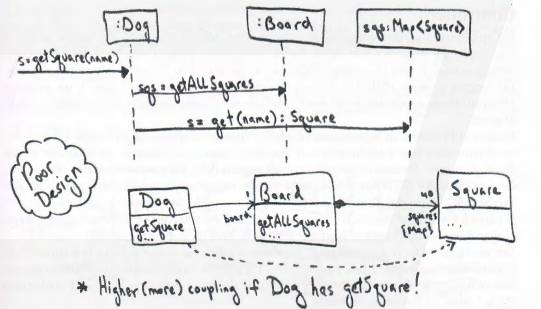 :Dog
:Board
sqs: Map<Square>
s=getSquare(name)
sqs = getAllSquares
s= get(name): Square
Poor
Design
Dog
getSquare
...
board
1
Board
getAllSquares
...
40
squares
{Map}
Square
...
* Higher (more) coupling if Dog has getSquare!